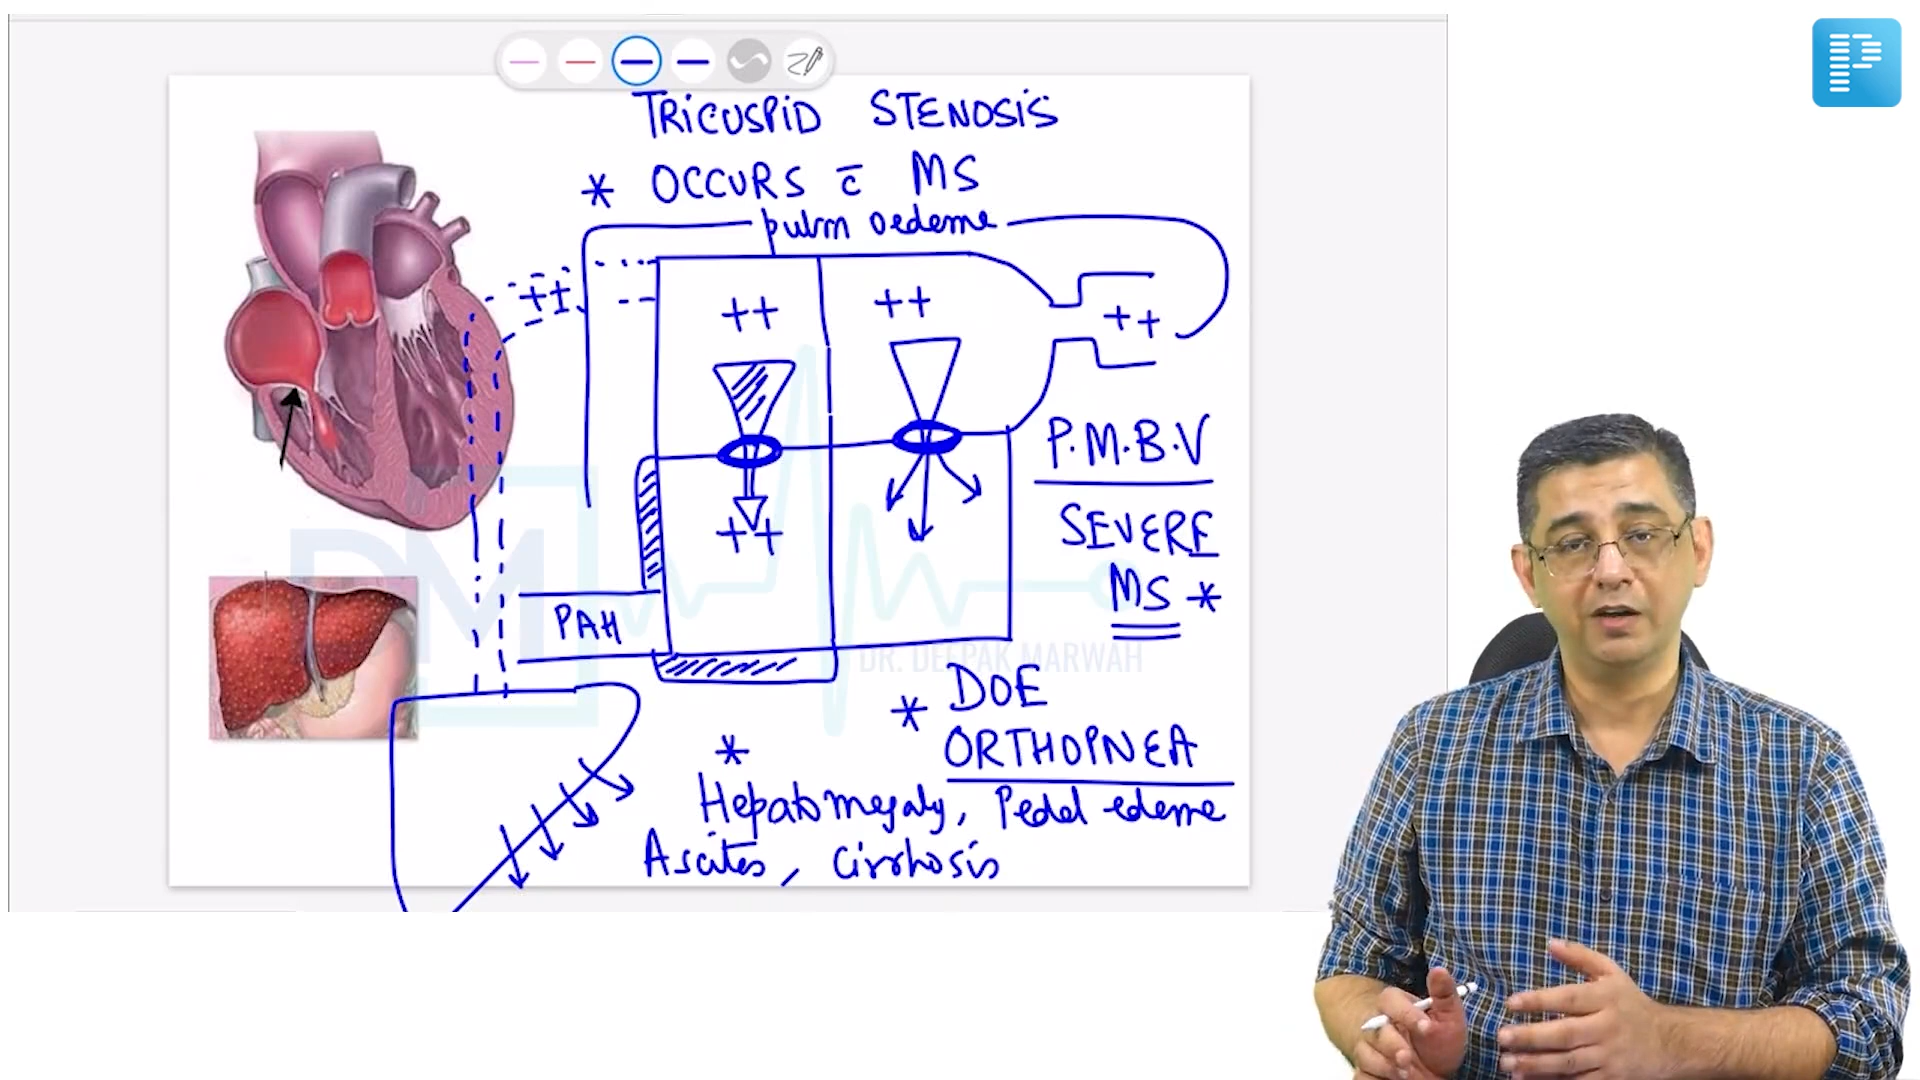 TRICUSPID STENOSIS
* OCCURS c̄ MS
pulm oedeme
++
++
++
++
P.M.B.V
++
SEVERE
MS *
PAH
DM
DR. DEEPAK MARWAH
* DOE
ORTHOPNEA
*
Hepatomegaly, Pedal edeme
Ascites, Cirrhosis